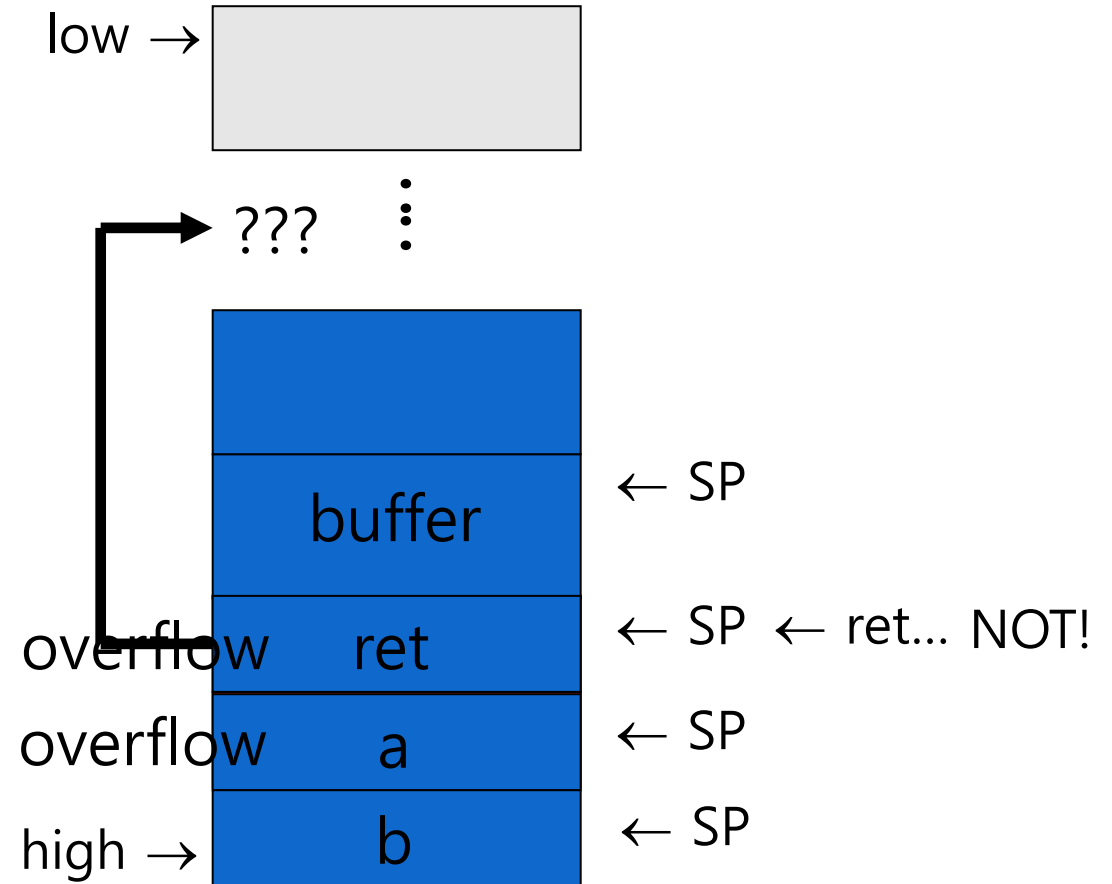 low →
??? ⋮
buffer ← SP
overflow ret ← SP ← ret... NOT!
overflow a ← SP
high → b ← SP